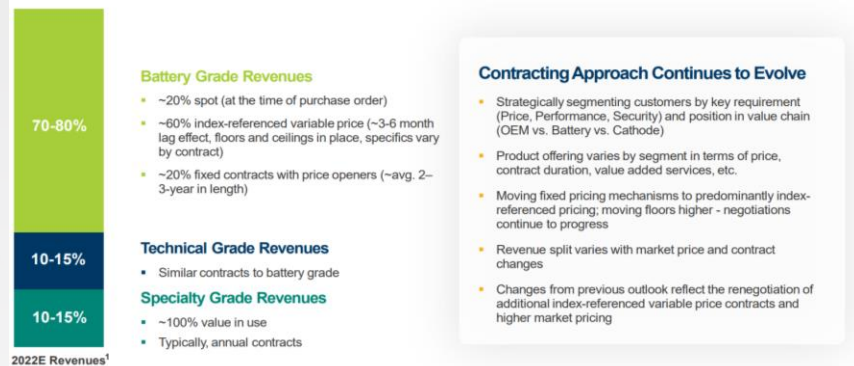 70-80%
10-15%
10-15%
2022E Revenues1
Battery Grade Revenues
▪ ~20% spot (at the time of purchase order)
▪ ~60% index-referenced variable price (~3-6 month
lag effect, floors and ceilings in place, specifics vary
by contract)
▪ ~20% fixed contracts with price openers (~avg. 2–
3-year in length)
Technical Grade Revenues
▪ Similar contracts to battery grade
Specialty Grade Revenues
▪ ~100% value in use
▪ Typically, annual contracts
Contracting Approach Continues to Evolve
▪ Strategically segmenting customers by key requirement
(Price, Performance, Security) and position in value chain
(OEM vs. Battery vs. Cathode)
▪ Product offering varies by segment in terms of price,
contract duration, value added services, etc.
▪ Moving fixed pricing mechanisms to predominantly index-
referenced pricing; moving floors higher - negotiations
continue to progress
▪ Revenue split varies with market price and contract
changes
▪ Changes from previous outlook reflect the renegotiation of
additional index-referenced variable price contracts and
higher market pricing